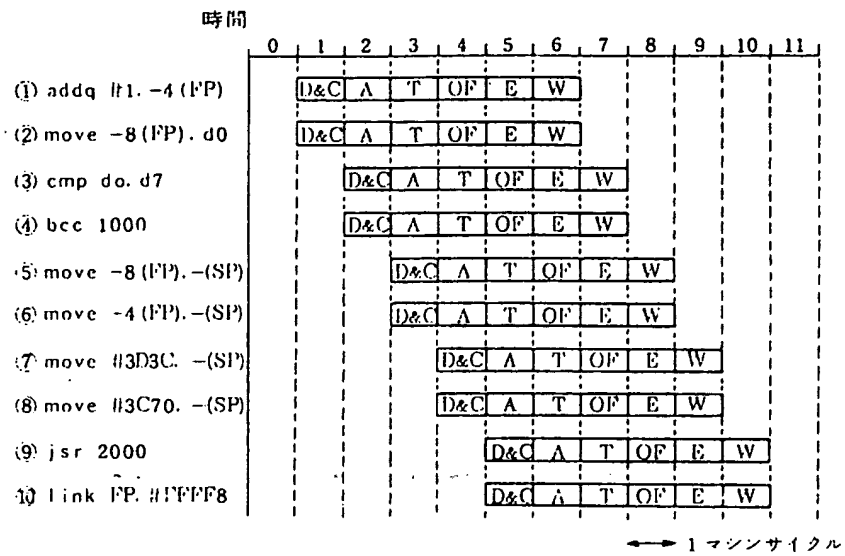 時間
0 1 2 3 4 5 6 7 8 9 10 11
(1) addq #1. -4(FP) D&C A T OF E W
(2) move -8(FP). d0 D&C A T OF E W
(3) cmp do. d7 D&C A T OF E W
(4) bcc 1000 D&C A T OF E W
(5) move -8(FP). -(SP) D&C A T OF E W
(6) move -4(FP). -(SP) D&C A T OF E W
(7) move #3D3C. -(SP) D&C A T OF E W
(8) move #3C70. -(SP) D&C A T OF E W
(9) jsr 2000 D&C A T OF E W
(10) link FP. #FFFF8 D&C A T OF E W
1 マシンサイクル